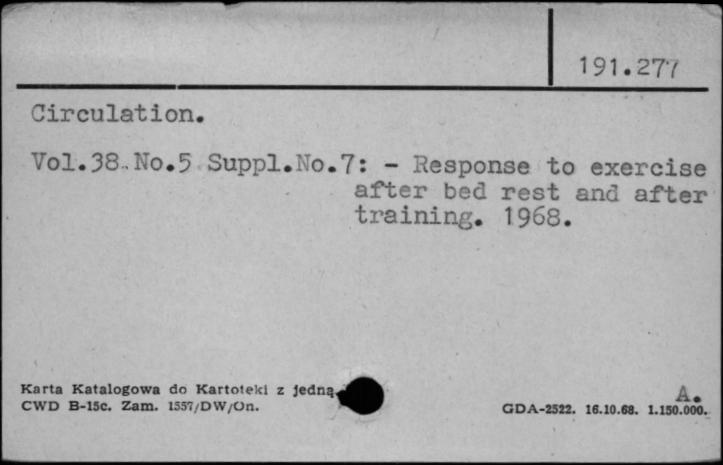 191.277
Circulation.
Vol.38. No.5 Suppl.No.7: - Response to exercise
after bed rest and after
training. 1968.
Karta Katalogowa do Kartoteki z jedną
A.
CWD B-15c. Zam. 1557/DW/On.
GDA-2522. 16.10.68. 1.150.000.